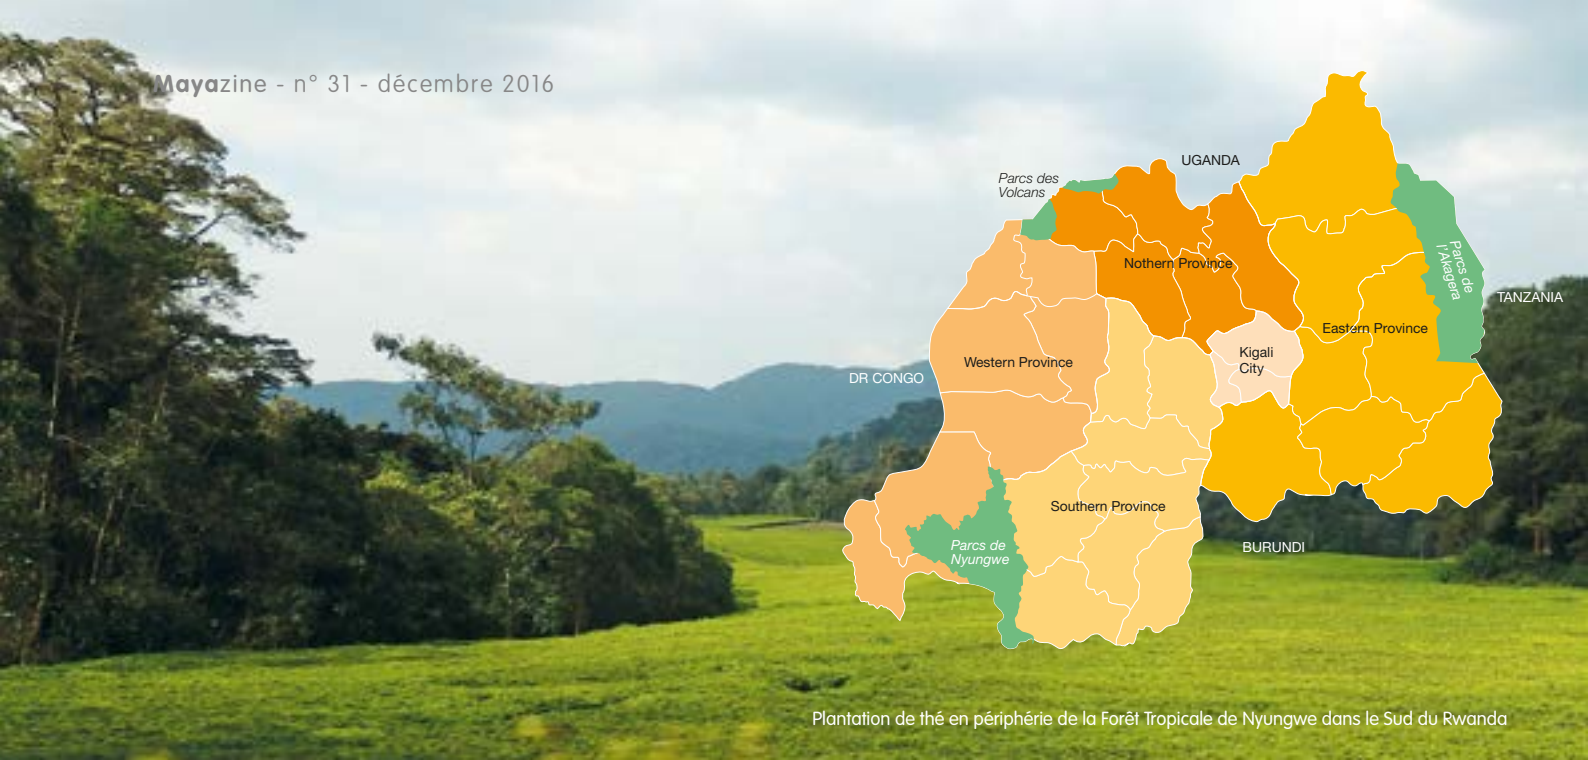 Mayazine - n° 31 - décembre 2016
UGANDA
Parcs des
Volcans
Nothern Province
Parcs de
l'Akagera
TANZANIA
Eastern Province
Kigali
City
Western Province
DR CONGO
Southern Province
Parcs de
Nyungwe
BURUNDI
Plantation de thé en périphérie de la Forêt Tropicale de Nyungwe dans le Sud du Rwanda